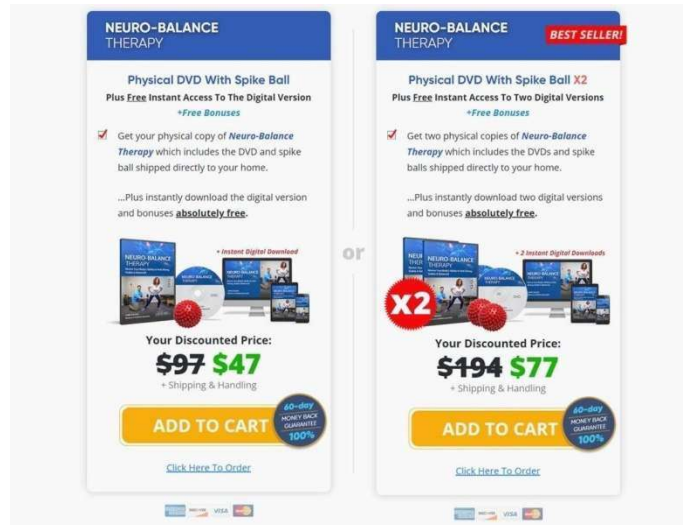 NEURO-BALANCE
THERAPY
Physical DVD With Spike Ball
Plus Free Instant Access To The Digital Version
+Free Bonuses
Get your physical copy of Neuro-Balance
Therapy which includes the DVD and spike
ball shipped directly to your home.
...Plus instantly download the digital version
and bonuses absolutely free.
+ Instant Digital Download
NEURO-BALANCE
THERAPY
Your Discounted Price:
$97 $47
+ Shipping & Handling
ADD TO CART
60-day
MONEY BACK
GUARANTEE
100%
Click Here To Order
VISA
or
NEURO-BALANCE
THERAPY
BEST SELLER!
Physical DVD With Spike Ball X2
Plus Free Instant Access To Two Digital Versions
+Free Bonuses
Get two physical copies of Neuro-Balance
Therapy which includes the DVDs and spike
balls shipped directly to your home.
...Plus instantly download two digital versions
and bonuses absolutely free.
+ 2 Instant Digital Downloads
X2
Your Discounted Price:
$194 $77
+ Shipping & Handling
ADD TO CART
60-day
MONEY BACK
GUARANTEE
100%
Click Here To Order
VISA